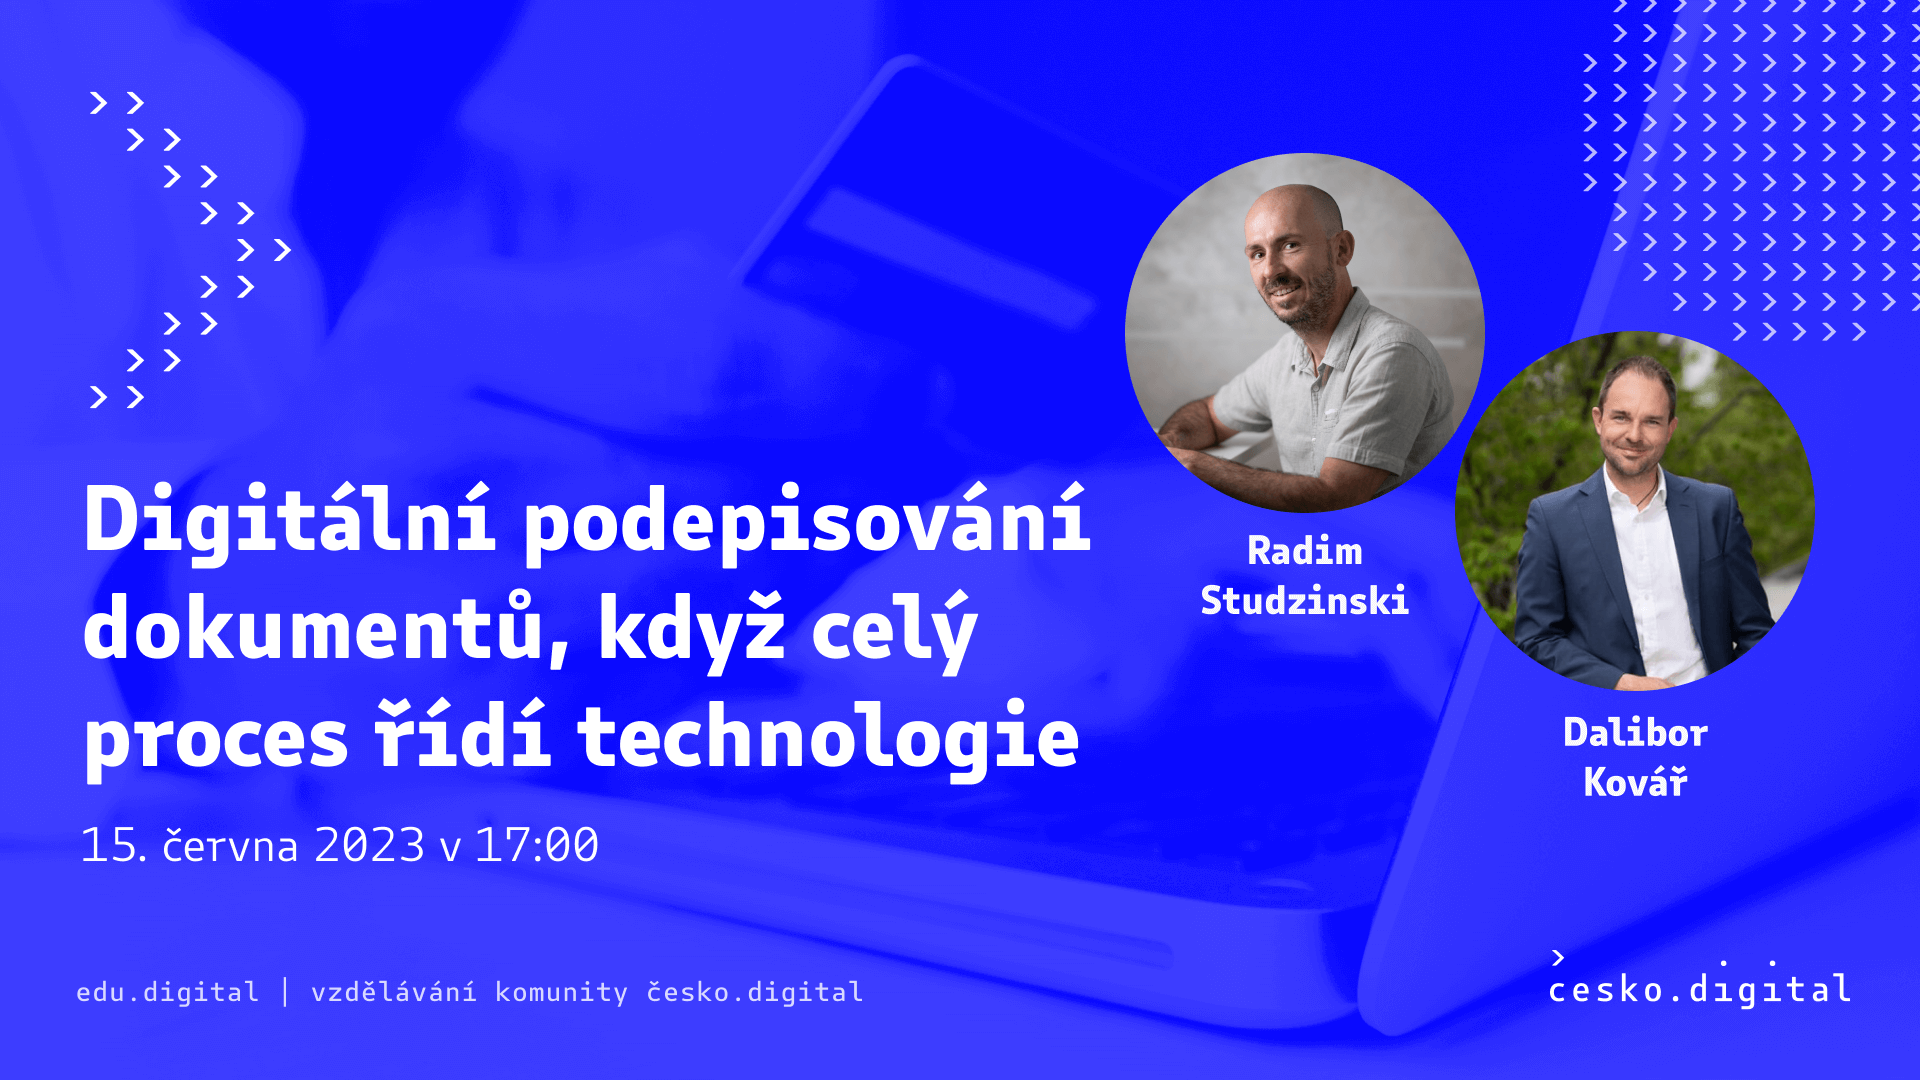 Digitální podepisování
dokumentů, když celý
proces řídí technologie
15. června 2023 v 17:00
Radim
Studzinski
Dalibor
Kovář
edu.digital | vzdělávání komunity česko.digital
česko.digital